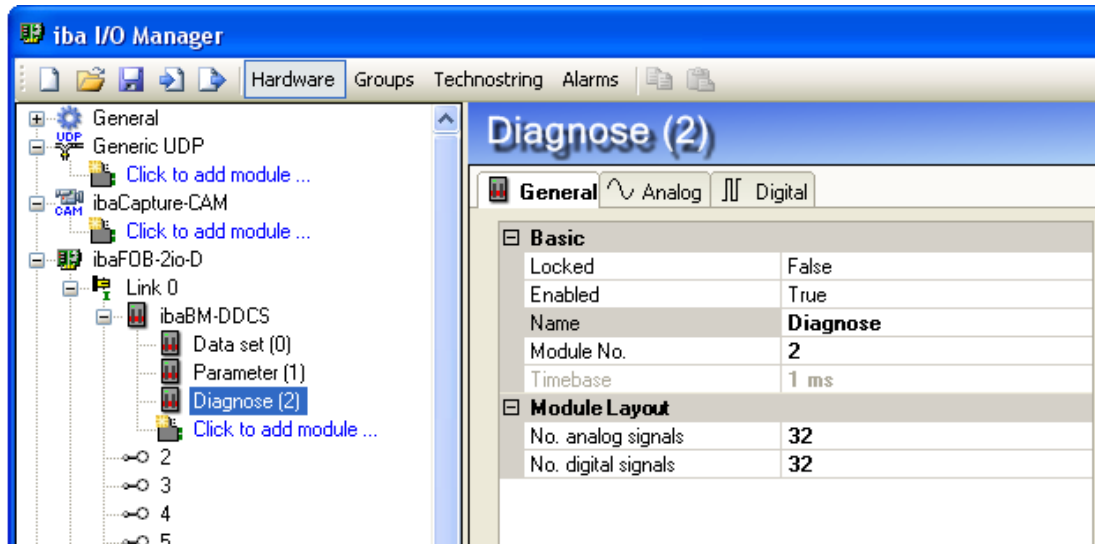 iba I/O Manager
Hardware Groups Technostring Alarms
General
UDP
Generic UDP
Click to add module ...
CAM
ibaCapture-CAM
Click to add module ...
ibaFOB-2io-D
Link 0
ibaBM-DDCS
Data set (0)
Parameter (1)
Diagnose (2)
Click to add module ...
2
3
4
5
Diagnose (2)
General Analog Digital
Basic
Locked False
Enabled True
Name Diagnose
Module No. 2
Timebase 1 ms
Module Layout
No. analog signals 32
No. digital signals 32